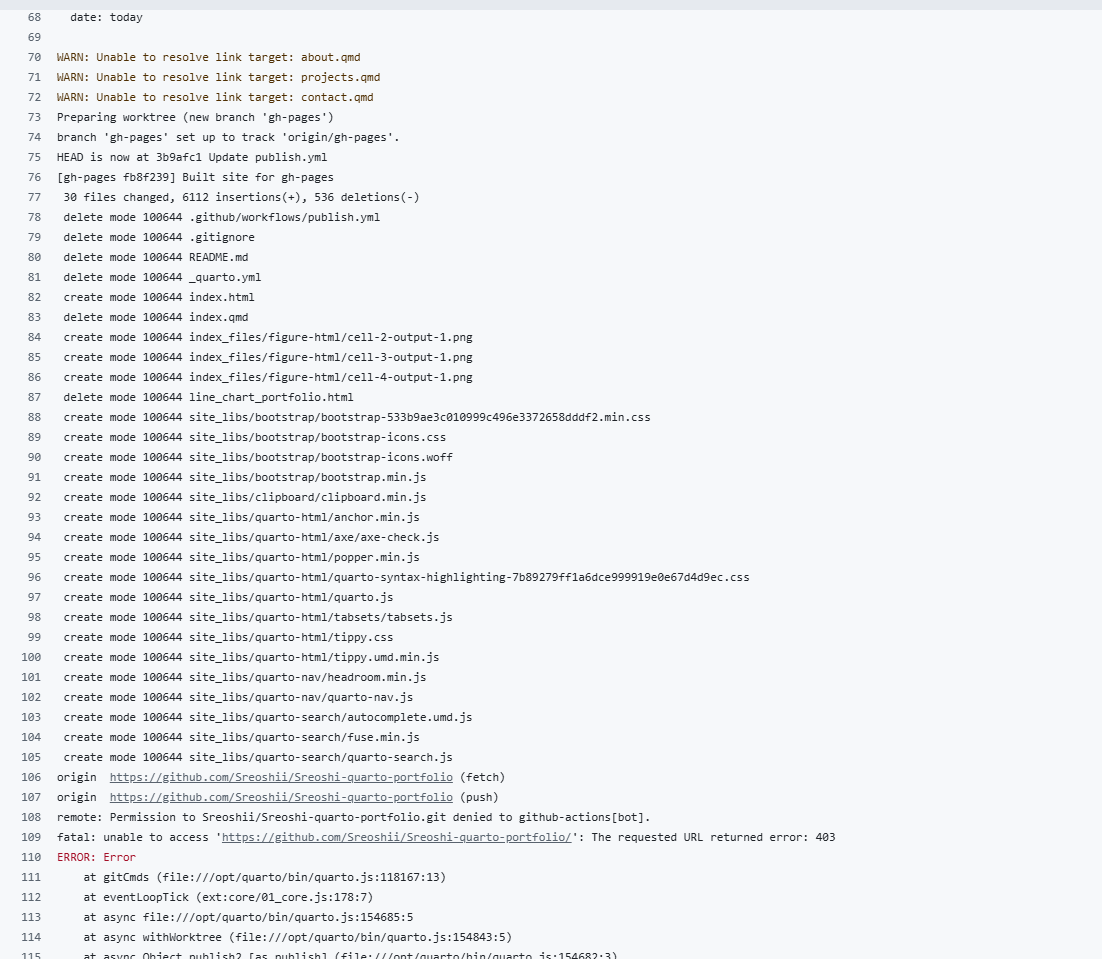 68 date: today
69
70 WARN: Unable to resolve link target: about.qmd
71 WARN: Unable to resolve link target: projects.qmd
72 WARN: Unable to resolve link target: contact.qmd
73 Preparing worktree (new branch 'gh-pages')
74 branch 'gh-pages' set up to track 'origin/gh-pages'.
75 HEAD is now at 3b9afc1 Update publish.yml
76 [gh-pages fb8f239] Built site for gh-pages
77 30 files changed, 6112 insertions(+), 536 deletions(-)
78 delete mode 100644 .github/workflows/publish.yml
79 delete mode 100644 .gitignore
80 delete mode 100644 README.md
81 delete mode 100644 _quarto.yml
82 create mode 100644 index.html
83 delete mode 100644 index.qmd
84 create mode 100644 index_files/figure-html/cell-2-output-1.png
85 create mode 100644 index_files/figure-html/cell-3-output-1.png
86 create mode 100644 index_files/figure-html/cell-4-output-1.png
87 delete mode 100644 line_chart_portfolio.html
88 create mode 100644 site_libs/bootstrap/bootstrap-533b9ae3c010999c496e3372658dddf2.min.css
89 create mode 100644 site_libs/bootstrap/bootstrap-icons.css
90 create mode 100644 site_libs/bootstrap/bootstrap-icons.woff
91 create mode 100644 site_libs/bootstrap/bootstrap.min.js
92 create mode 100644 site_libs/clipboard/clipboard.min.js
93 create mode 100644 site_libs/quarto-html/anchor.min.js
94 create mode 100644 site_libs/quarto-html/axe/axe-check.js
95 create mode 100644 site_libs/quarto-html/popper.min.js
96 create mode 100644 site_libs/quarto-html/quarto-syntax-highlighting-7b89279ff1a6dce999919e0e67d4d9ec.css
97 create mode 100644 site_libs/quarto-html/quarto.js
98 create mode 100644 site_libs/quarto-html/tabsets/tabsets.js
99 create mode 100644 site_libs/quarto-html/tippy.css
100 create mode 100644 site_libs/quarto-html/tippy.umd.min.js
101 create mode 100644 site_libs/quarto-nav/headroom.min.js
102 create mode 100644 site_libs/quarto-nav/quarto-nav.js
103 create mode 100644 site_libs/quarto-search/autocomplete.umd.js
104 create mode 100644 site_libs/quarto-search/fuse.min.js
105 create mode 100644 site_libs/quarto-search/quarto-search.js
106 origin https://github.com/Sreoshii/Sreoshi-quarto-portfolio (fetch)
107 origin https://github.com/Sreoshii/Sreoshi-quarto-portfolio (push)
108 remote: Permission to Sreoshii/Sreoshi-quarto-portfolio.git denied to github-actions[bot].
109 fatal: unable to access 'https://github.com/Sreoshii/Sreoshi-quarto-portfolio/': The requested URL returned error: 403
110 ERROR: Error
111 at gitCmds (file:///opt/quarto/bin/quarto.js:118167:13)
112 at eventLoopTick (ext:core/01_core.js:178:7)
113 at async file:///opt/quarto/bin/quarto.js:154685:5
114 at async withWorktree (file:///opt/quarto/bin/quarto.js:154843:5)
115 at async Object.publish2 [as publish] (file:///opt/quarto/bin/quarto.js:154682:3)